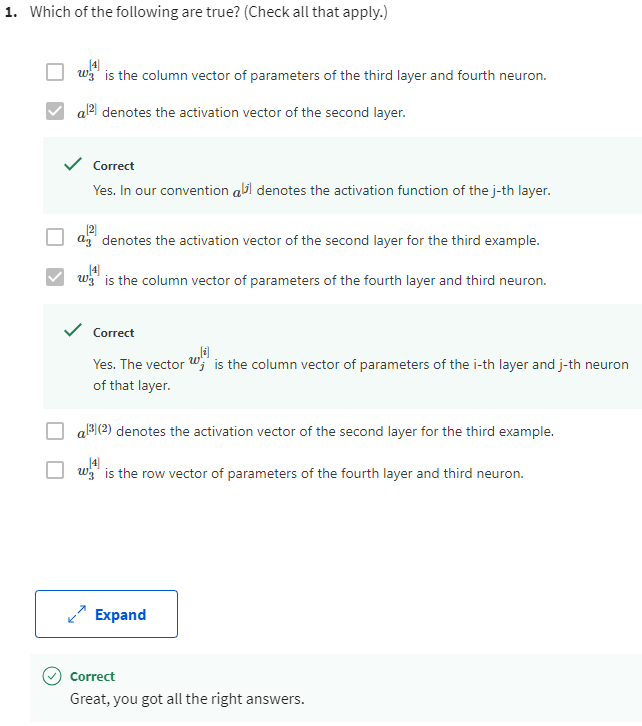 1. Which of the following are true? (Check all that apply.)
w₃^[4] is the column vector of parameters of the third layer and fourth neuron.
a^[2] denotes the activation vector of the second layer.
Correct
Yes. In our convention a^[j] denotes the activation function of the j-th layer.
a₃^[2] denotes the activation vector of the second layer for the third example.
w₃^[4] is the column vector of parameters of the fourth layer and third neuron.
Correct
Yes. The vector w_j^[i] is the column vector of parameters of the i-th layer and j-th neuron
of that layer.
a^[3](2) denotes the activation vector of the second layer for the third example.
w₃^[4] is the row vector of parameters of the fourth layer and third neuron.
Expand
Correct
Great, you got all the right answers.